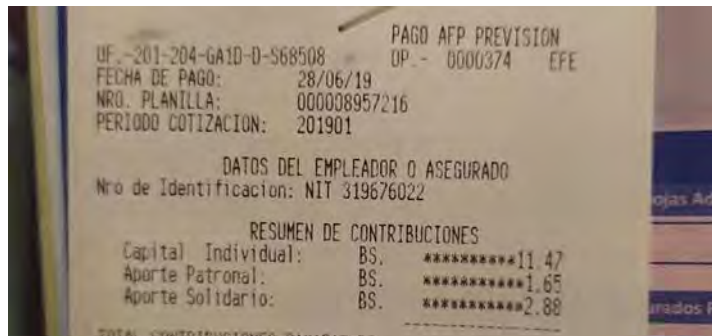 PAGO AFP PREVISION
UF.-201-204-GA1D-D-S68508 OP.- 0000374 EFE
FECHA DE PAGO: 28/06/19
NRO. PLANILLA: 000008957216
PERIODO COTIZACION: 201901
DATOS DEL EMPLEADOR O ASEGURADO
Nro de Identificacion: NIT 319676022
RESUMEN DE CONTRIBUCIONES
Capital Individual: BS. **********11.47
Aporte Patronal: BS. ***********1.65
Aporte Solidario: BS. ***********2.88